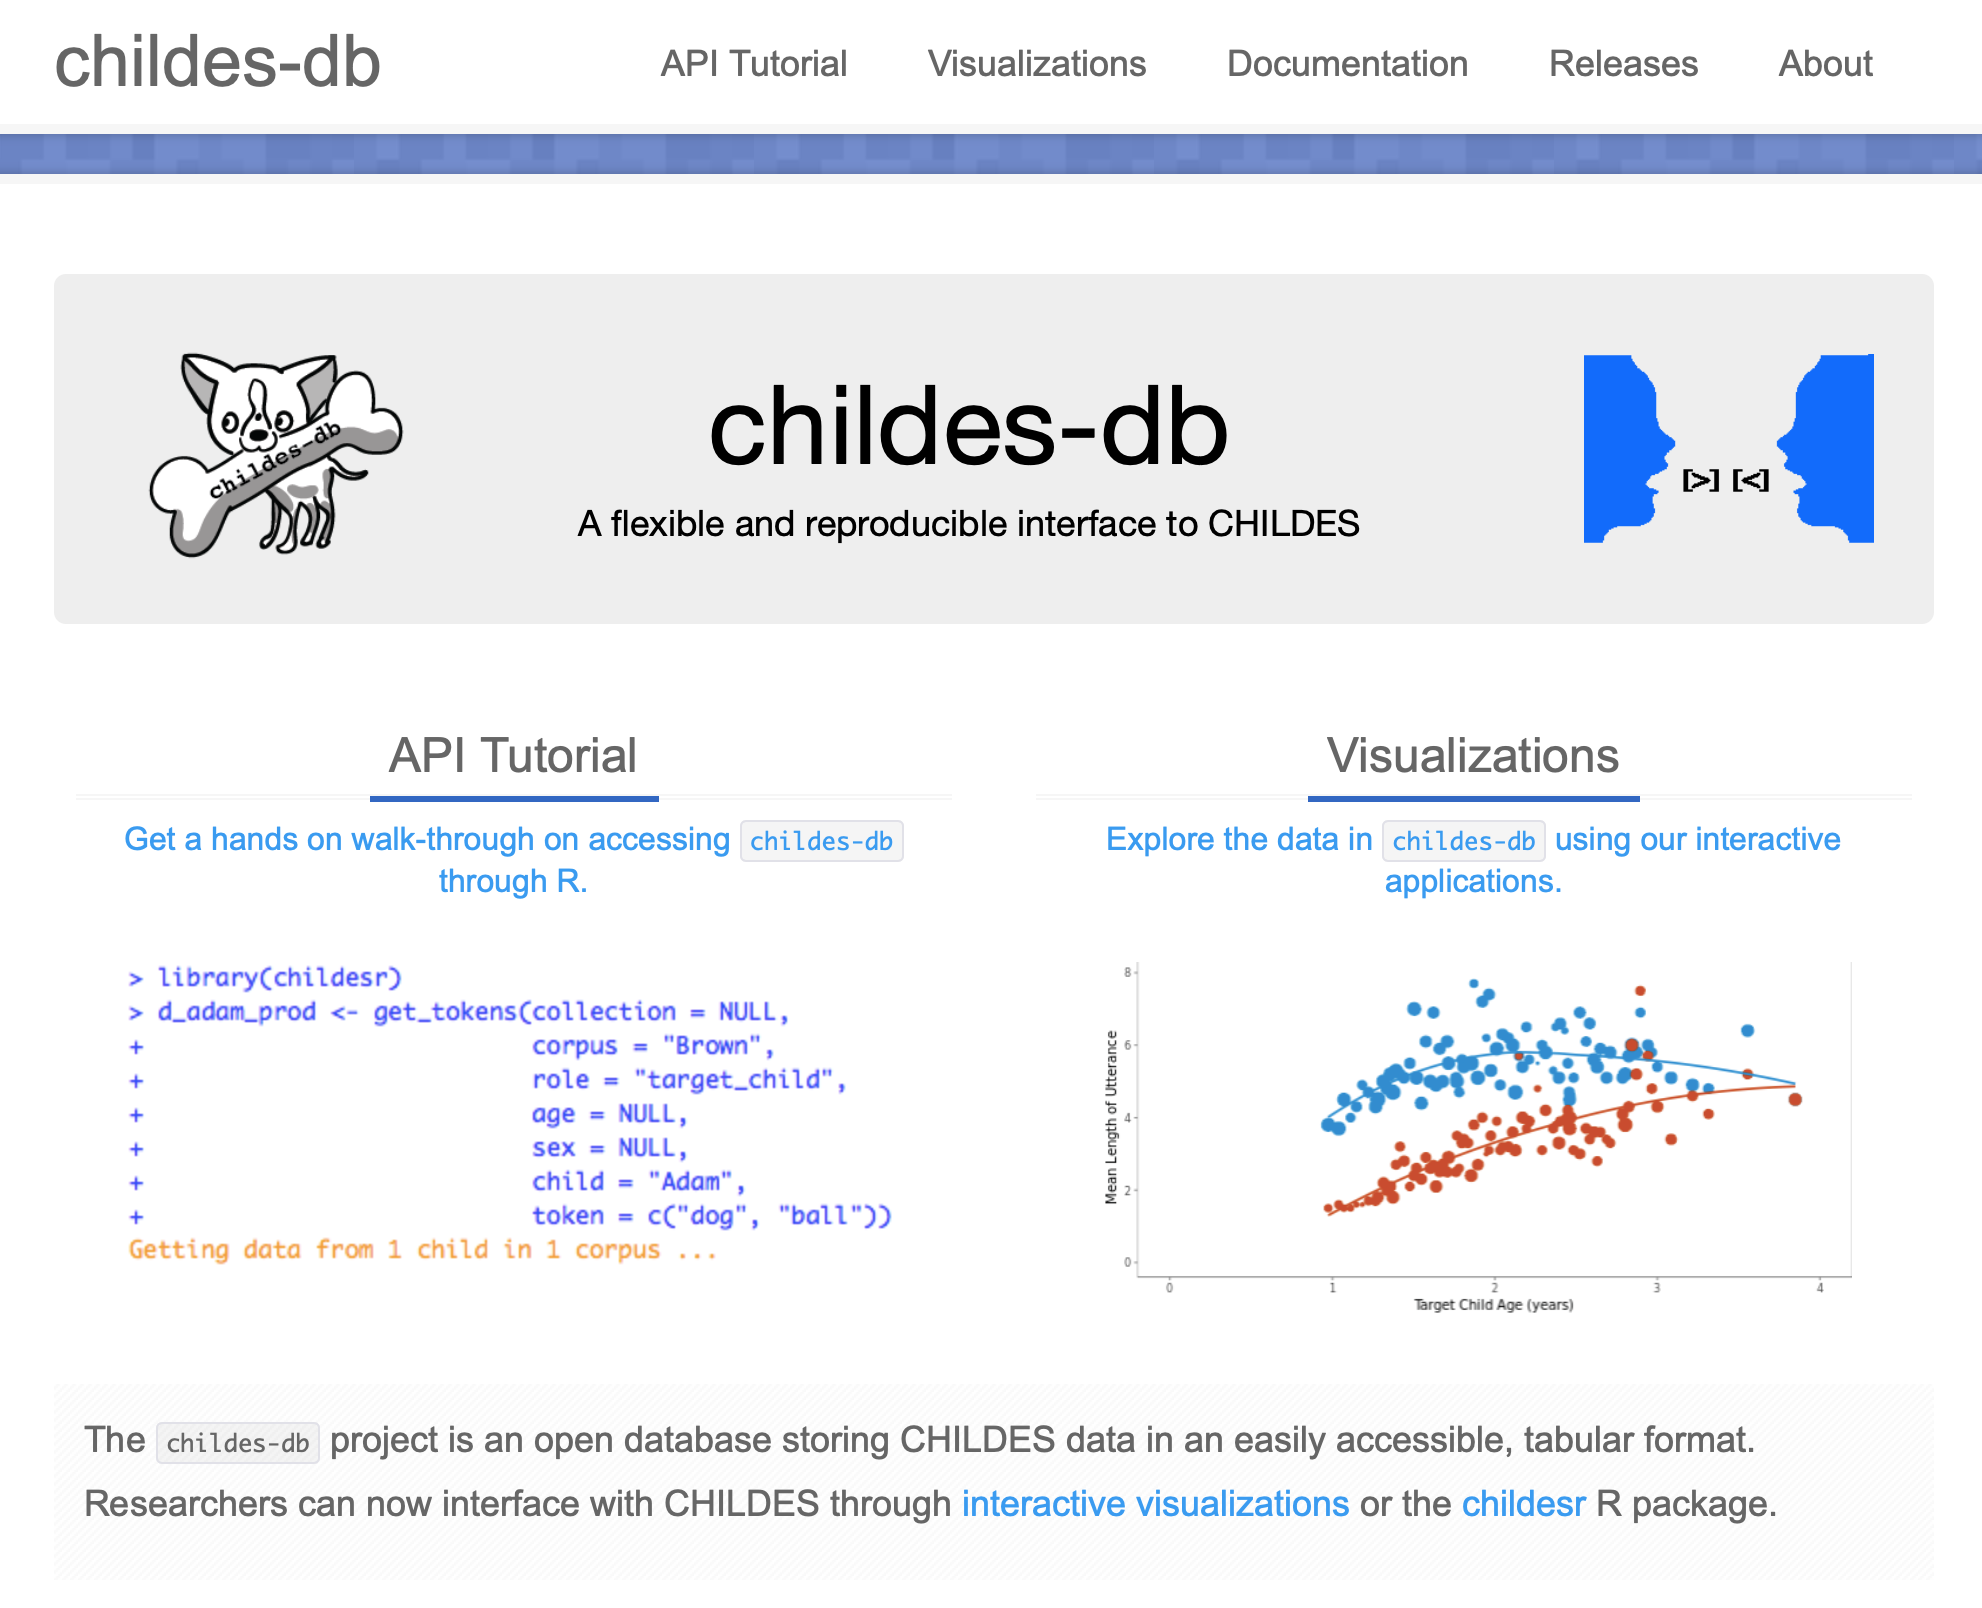 childes-db
API Tutorial Visualizations Documentation Releases About
childes-db
childes-db
A flexible and reproducible interface to CHILDES
[>] [<]
API Tutorial
Get a hands on walk-through on accessing childes-db
through R.
> library(childesr)
> d_adam_prod <- get_tokens(collection = NULL,
+ corpus = "Brown",
+ role = "target_child",
+ age = NULL,
+ sex = NULL,
+ child = "Adam",
+ token = c("dog", "ball"))
Getting data from 1 child in 1 corpus ...
Visualizations
Explore the data in childes-db using our interactive
applications.
Mean Length of Utterance
8
6
4
2
0
0 1 2 3 4
Target Child Age (years)
The childes-db project is an open database storing CHILDES data in an easily accessible, tabular format.
Researchers can now interface with CHILDES through interactive visualizations or the childesr R package.